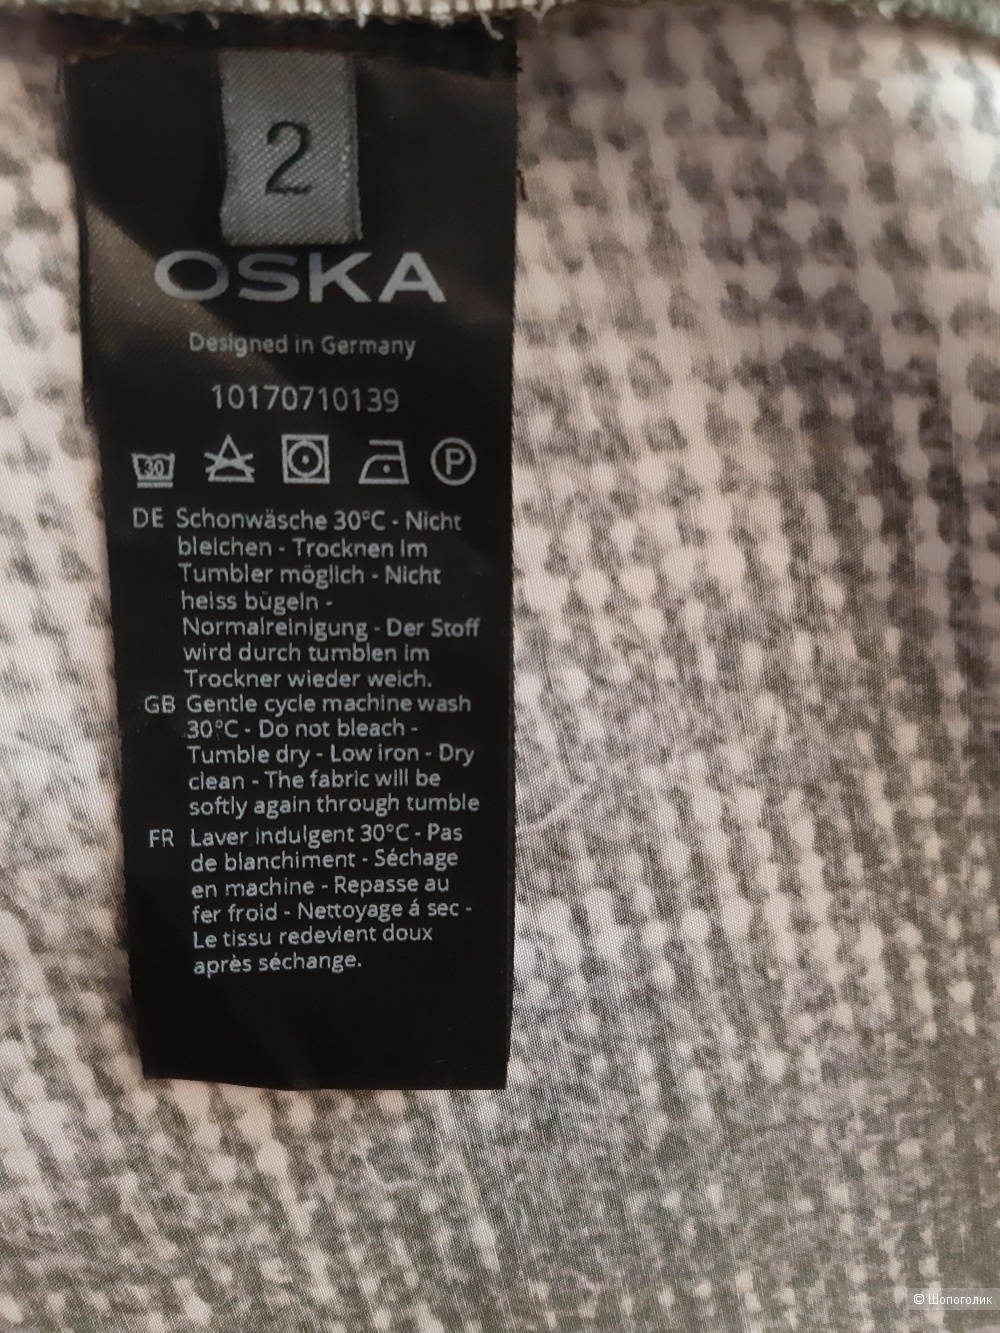 2
OSKA
Designed in Germany
10170710139
30 P
DE Schonwäsche 30°C - Nicht
bleichen - Trocknen im
Tumbler möglich - Nicht
heiss bügeln -
Normalreinigung - Der Stoff
wird durch tumblen im
Trockner wieder weich.
GB Gentle cycle machine wash
30°C - Do not bleach -
Tumble dry - Low iron - Dry
clean - The fabric will be
softly again through tumble
FR Laver indulgent 30°C - Pas
de blanchiment - Séchage
en machine - Repasse au
fer froid - Nettoyage á sec -
Le tissu redevient doux
après séchange.
© Шопоголик